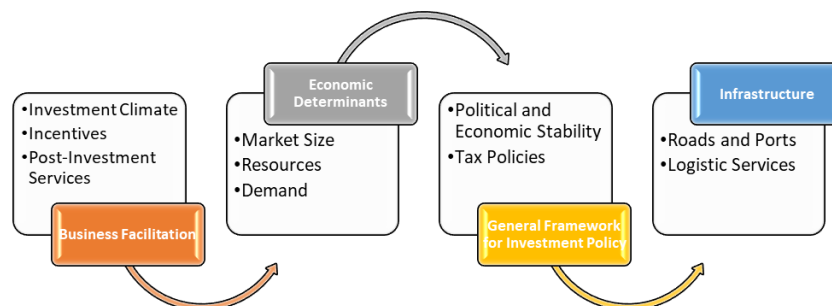 •Investment Climate
•Incentives
•Post-Investment
Services
Business Facilitation
Economic
Determinants
•Market Size
•Resources
•Demand
•Political and
Economic Stability
•Tax Policies
General Framework
for Investment Policy
Infrastructure
•Roads and Ports
•Logistic Services